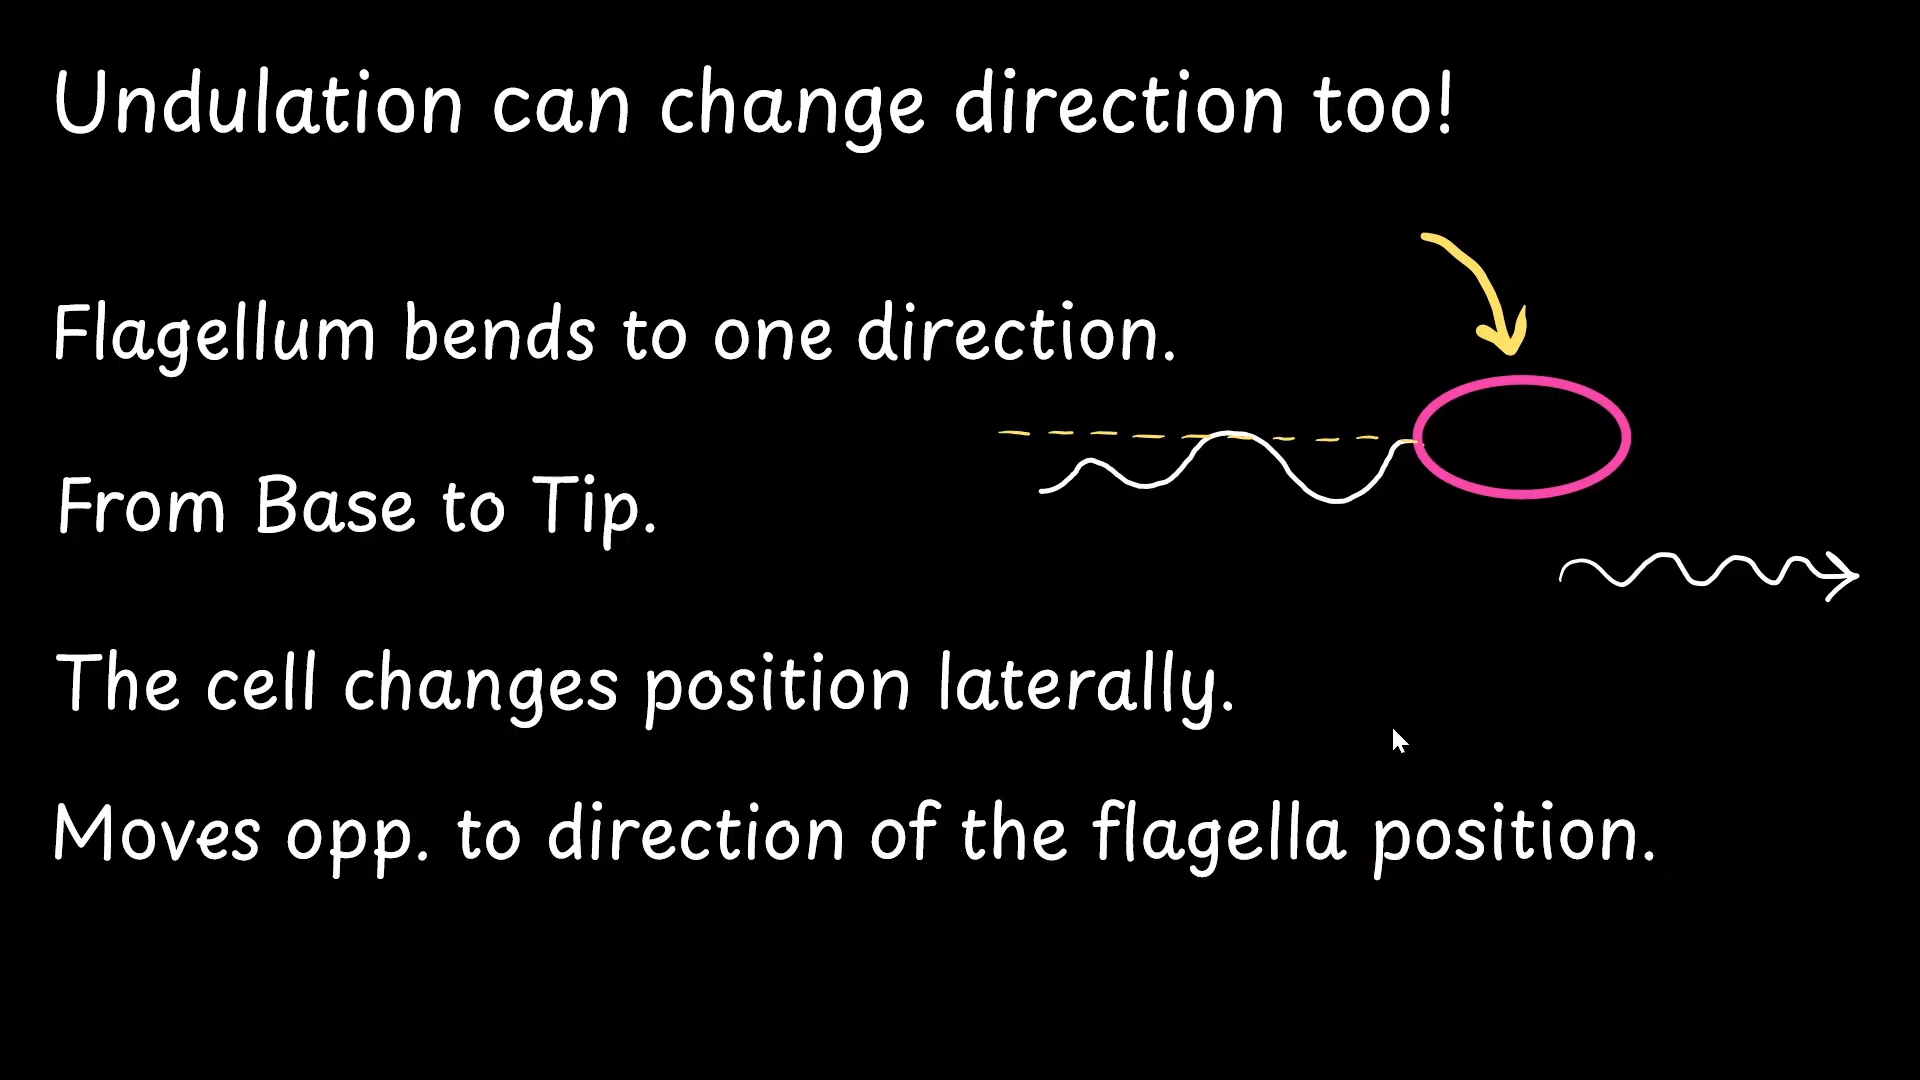 Undulation can change direction too!
Flagellum bends to one direction.
From Base to Tip.
The cell changes position laterally.
Moves opp. to direction of the flagella position.